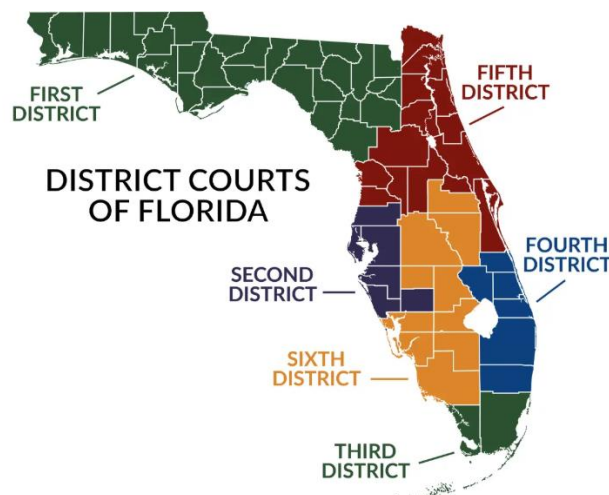 FIRST
DISTRICT
FIFTH
DISTRICT
DISTRICT COURTS
OF FLORIDA
SECOND
DISTRICT
FOURTH
DISTRICT
SIXTH
DISTRICT
THIRD
DISTRICT